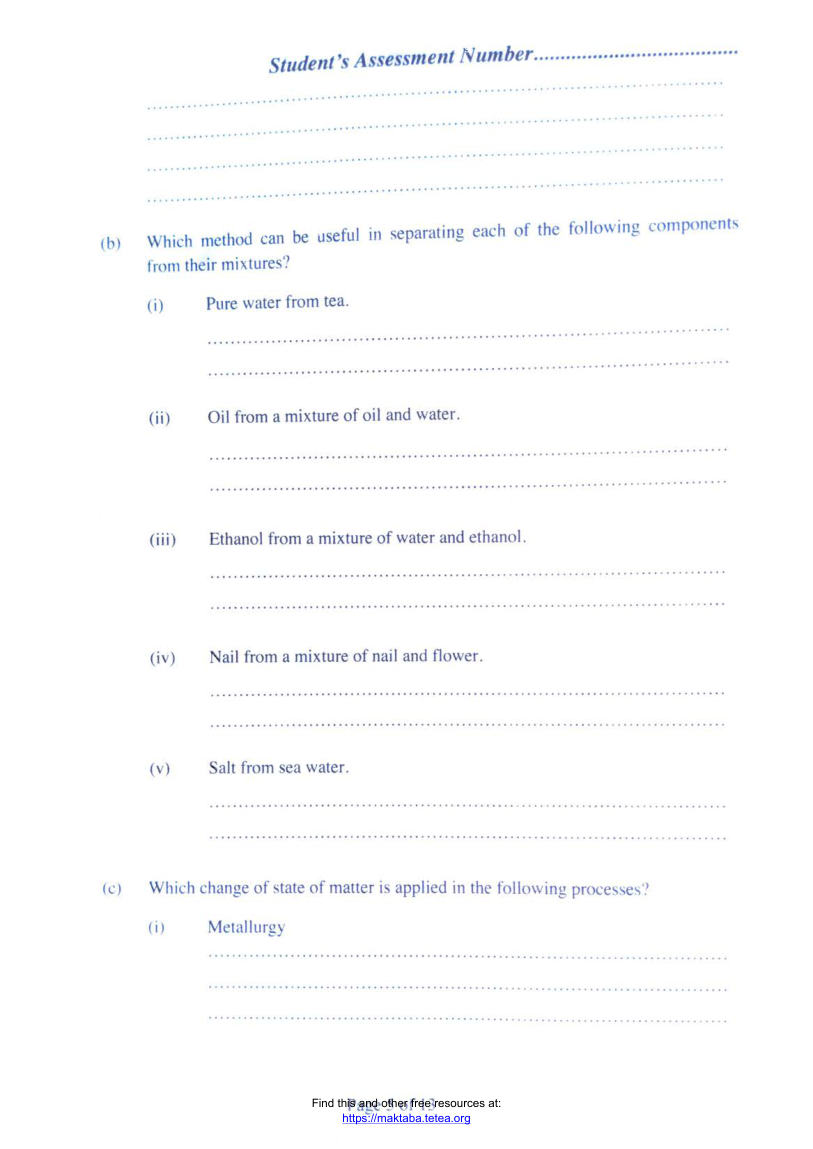 Student's Assessment Number....................................
(b) Which method can be useful in separating each of the following components
from their mixtures?
(i) Pure water from tea.
(ii) Oil from a mixture of oil and water.
(iii) Ethanol from a mixture of water and ethanol.
(iv) Nail from a mixture of nail and flower.
(v) Salt from sea water.
(c) Which change of state of matter is applied in the following processes?
(i) Metallurgy
Find this and other free resources at:
https://maktaba.tetea.org